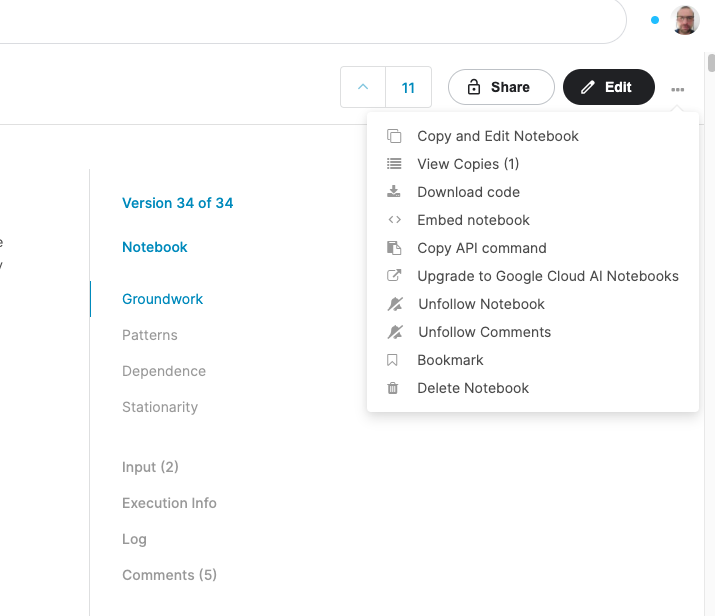 11
Share
Edit
Copy and Edit Notebook
View Copies (1)
Download code
Embed notebook
Copy API command
Upgrade to Google Cloud AI Notebooks
Unfollow Notebook
Unfollow Comments
Bookmark
Delete Notebook
Version 34 of 34
Notebook
Groundwork
Patterns
Dependence
Stationarity
Input (2)
Execution Info
Log
Comments (5)